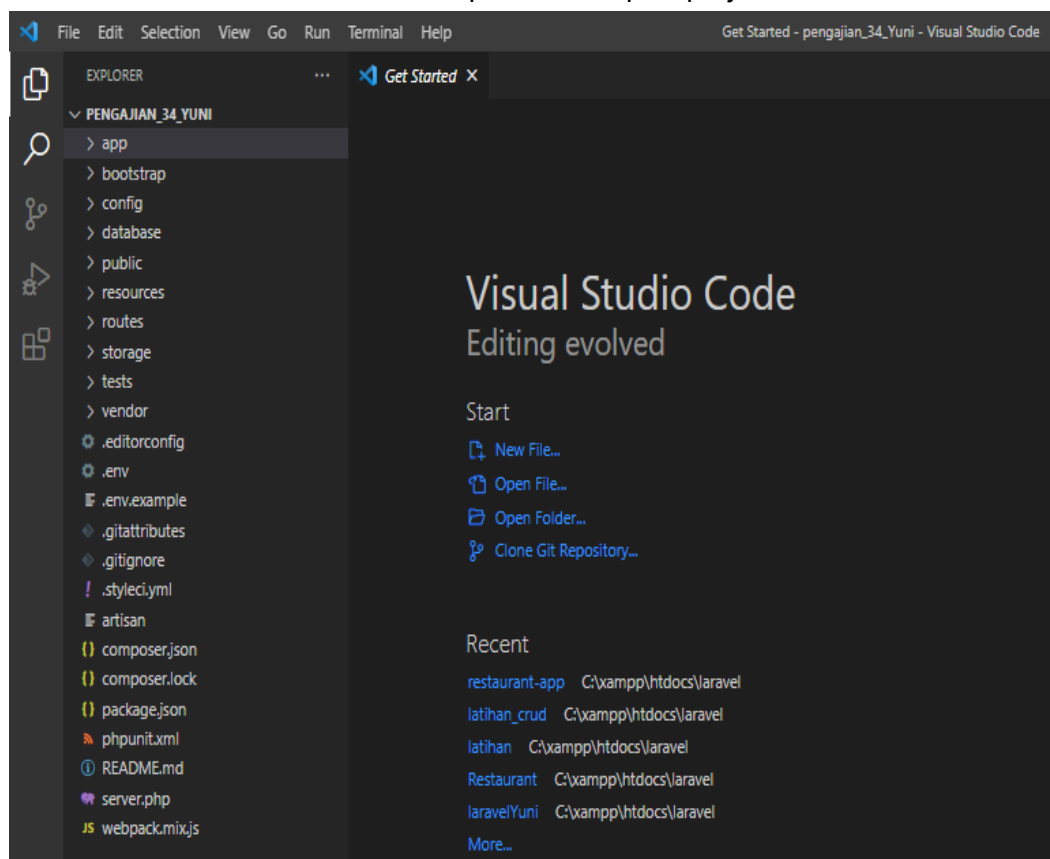 File Edit Selection View Go Run Terminal Help Get Started - pengajian_34_Yuni - Visual Studio Code
EXPLORER ... Get Started
PENGAJIAN_34_YUNI
app
bootstrap
config
database
public
resources
routes
storage
tests
vendor
.editorconfig
.env
.env.example
.gitattributes
.gitignore
.styleci.yml
artisan
composer.json
composer.lock
package.json
phpunit.xml
README.md
server.php
JS webpack.mix.js
Visual Studio Code
Editing evolved
Start
New File...
Open File...
Open Folder...
Clone Git Repository...
Recent
restaurant-app C:\xampp\htdocs\laravel
latihan_crud C:\xampp\htdocs\laravel
latihan C:\xampp\htdocs\laravel
Restaurant C:\xampp\htdocs\laravel
laravelYuni C:\xampp\htdocs\laravel
More...